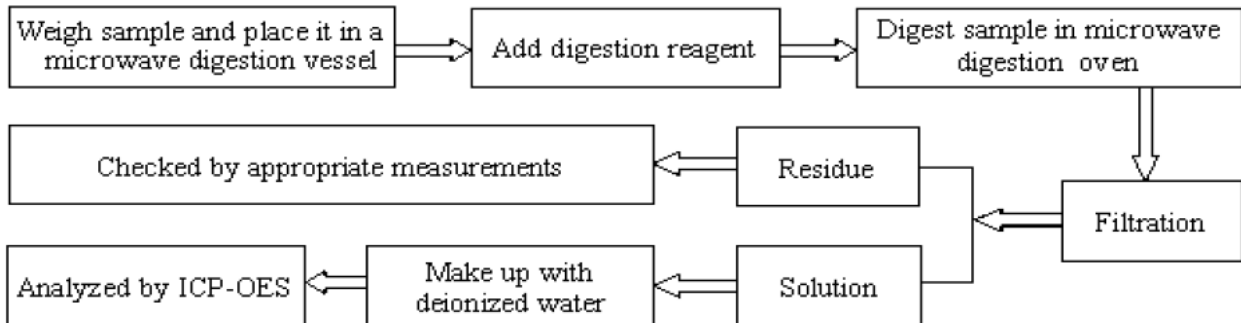 Weigh sample and place it in a
microwave digestion vessel
Add digestion reagent
Digest sample in microwave
digestion oven
Filtration
Residue
Checked by appropriate measurements
Solution
Make up with
deionized water
Analyzed by ICP-OES